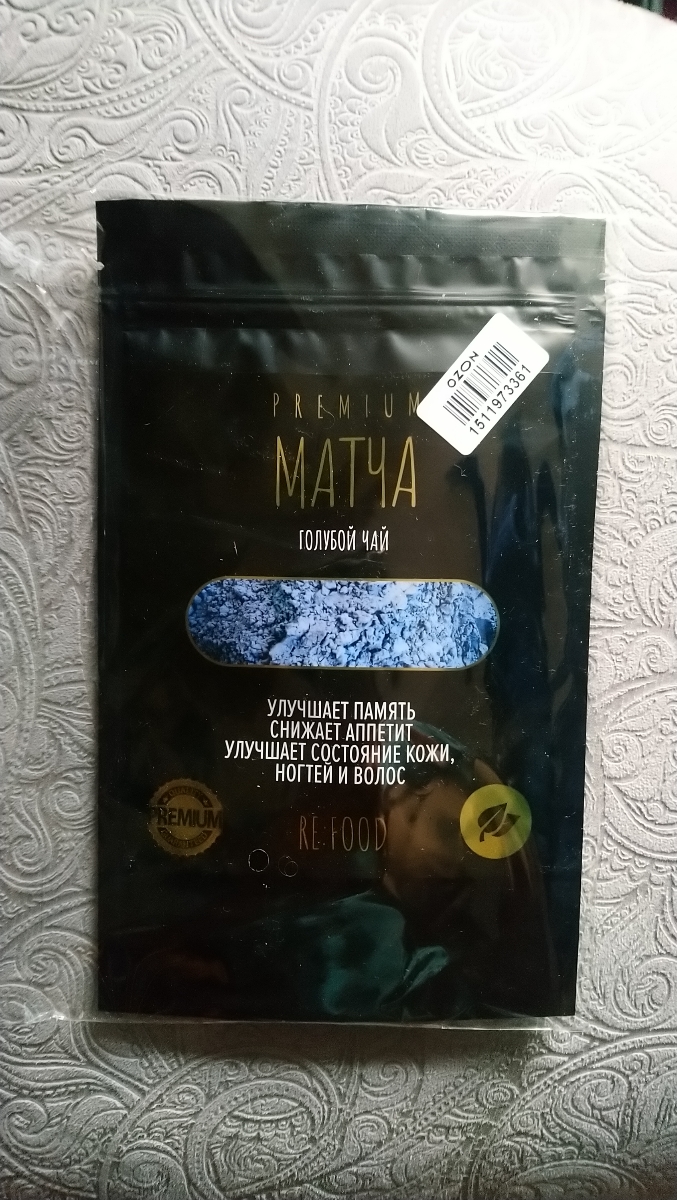 OZON
1511973361
PREMIUM
МАТЧА
ГОЛУБОЙ ЧАЙ
УЛУЧШАЕТ ПАМЯТЬ
СНИЖАЕТ АППЕТИТ
УЛУЧШАЕТ СОСТОЯНИЕ КОЖИ,
НОГТЕЙ И ВОЛОС
PREMIUM
RE:FOOD